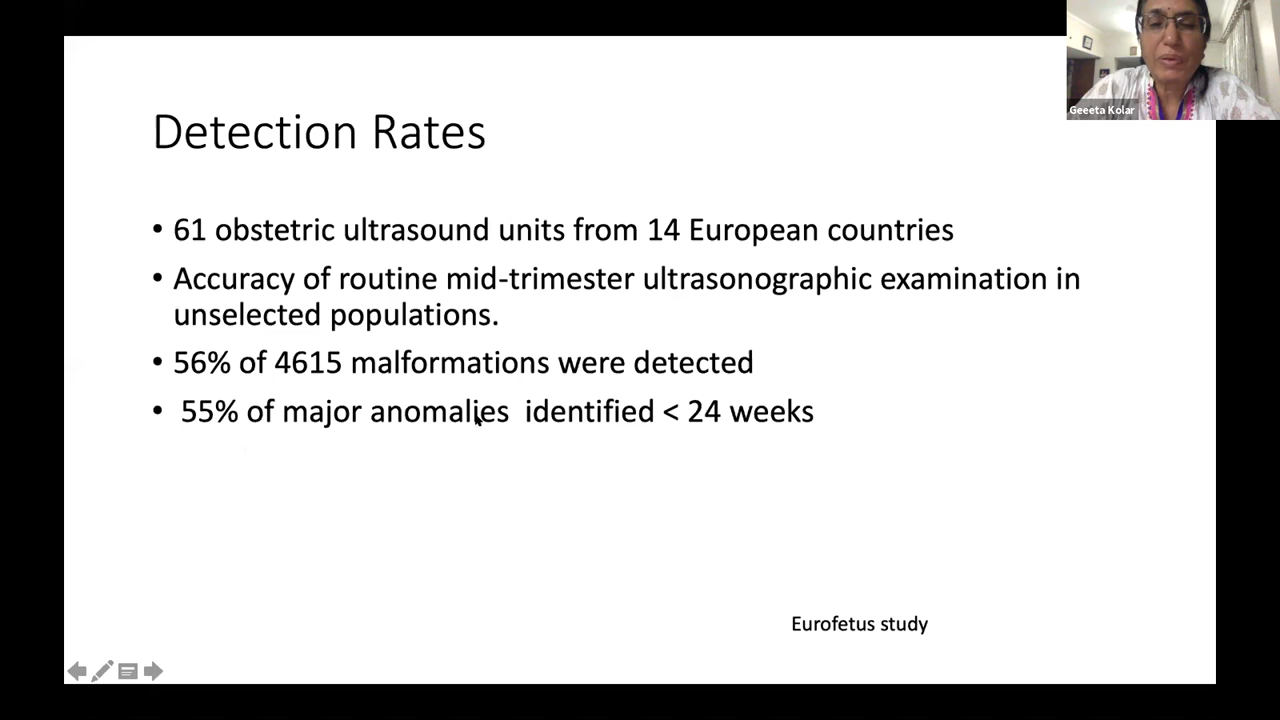 Geeeta Kolar
Detection Rates
• 61 obstetric ultrasound units from 14 European countries
• Accuracy of routine mid-trimester ultrasonographic examination in
unselected populations.
• 56% of 4615 malformations were detected
• 55% of major anomalies identified < 24 weeks
Eurofetus study